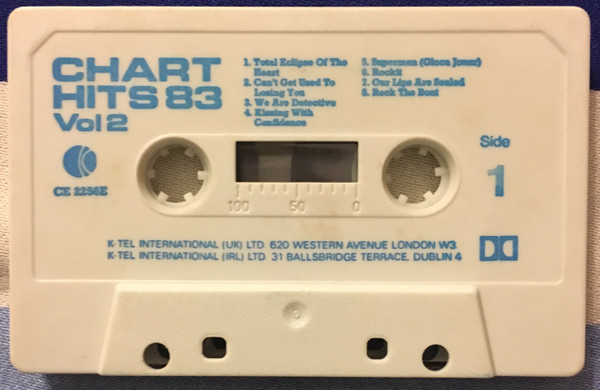 CHART
HITS 83
Vol 2
CE 2256E
1. Total Eclipse Of The
Heart
2. Can't Get Used To
Losing You
3. We Are Detective
4. Kissing With
Confidence
5. Superman (Gioca Jouer)
6. Rockit
7. Our Lips Are Sealed
8. Rock The Boat
Side
1
100 50 0
K-TEL INTERNATIONAL (UK) LTD 620 WESTERN AVENUE LONDON W3
K-TEL INTERNATIONAL (IRL) LTD 31 BALLSBRIDGE TERRACE, DUBLIN 4